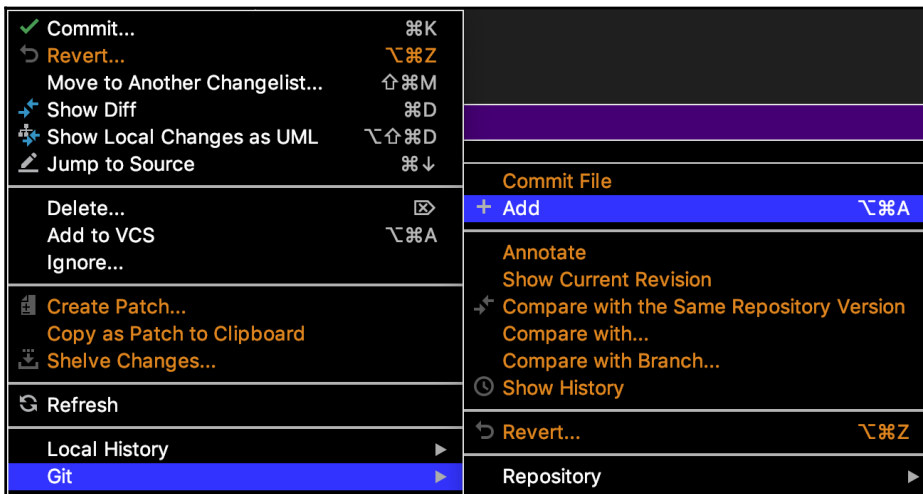 Commit... ⌘K
Revert... ⌥⌘Z
Move to Another Changelist... ⇧⌘M
Show Diff ⌘D
Show Local Changes as UML ⌥⇧⌘D
Jump to Source ⌘↓
Delete... ⌦
Add to VCS ⌥⌘A
Ignore...
Create Patch...
Copy as Patch to Clipboard
Shelve Changes...
Refresh
Local History ▶
Git ▶
Commit File
+ Add ⌥⌘A
Annotate
Show Current Revision
Compare with the Same Repository Version
Compare with...
Compare with Branch...
Show History
Revert... ⌥⌘Z
Repository ▶